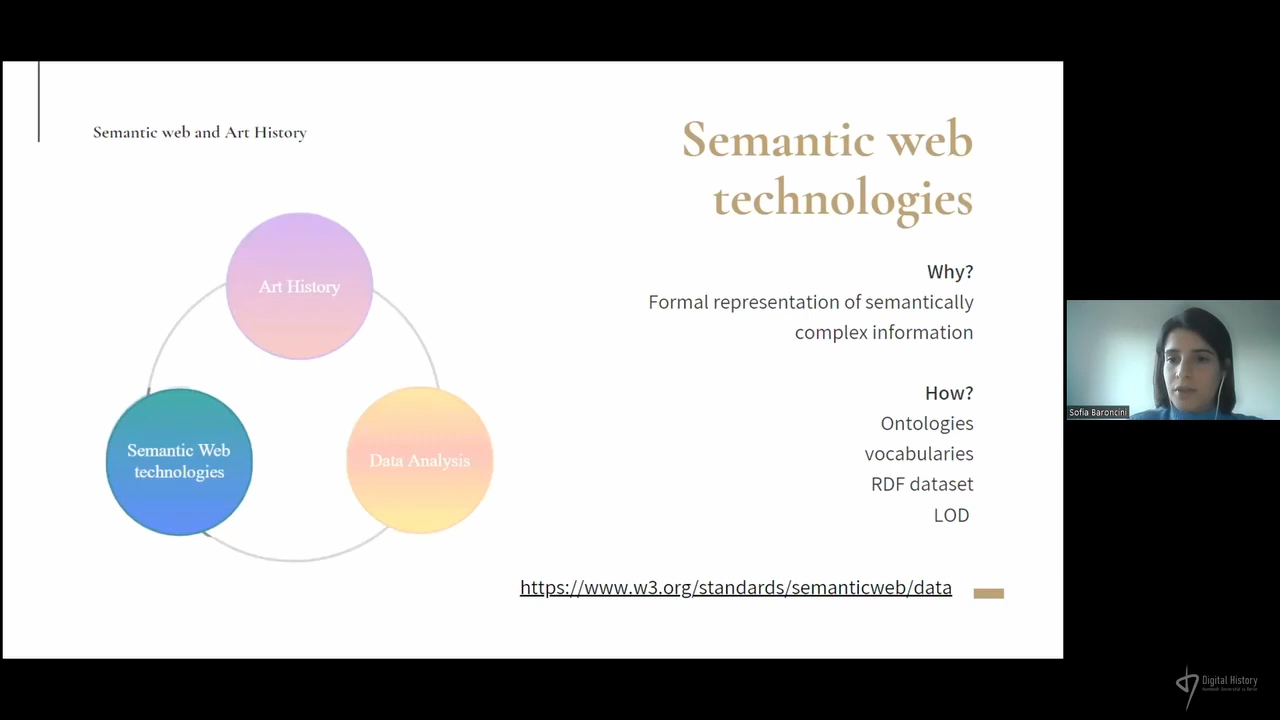 Semantic web and Art History
Semantic web
technologies
Art History
Semantic Web
technologies
Data Analysis
Why?
Formal representation of semantically
complex information
How?
Ontologies
vocabularies
RDF dataset
LOD
https://www.w3.org/standards/semanticweb/data
Sofia Baroncini
Digital History